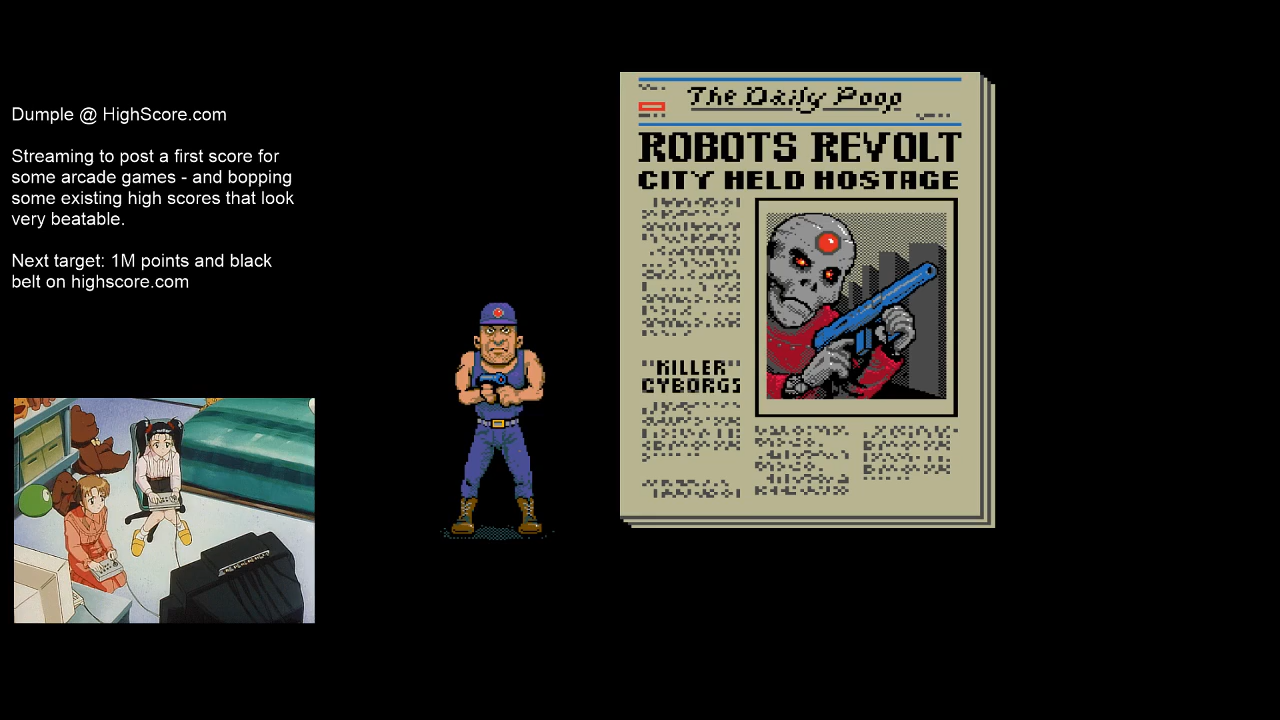 Dumple @ HighScore.com
Streaming to post a first score for
some arcade games - and bopping
some existing high scores that look
very beatable.
Next target: 1M points and black
belt on highscore.com
The Daily Poop
ROBOTS REVOLT
CITY HELD HOSTAGE
"KILLER"
CYBORGS